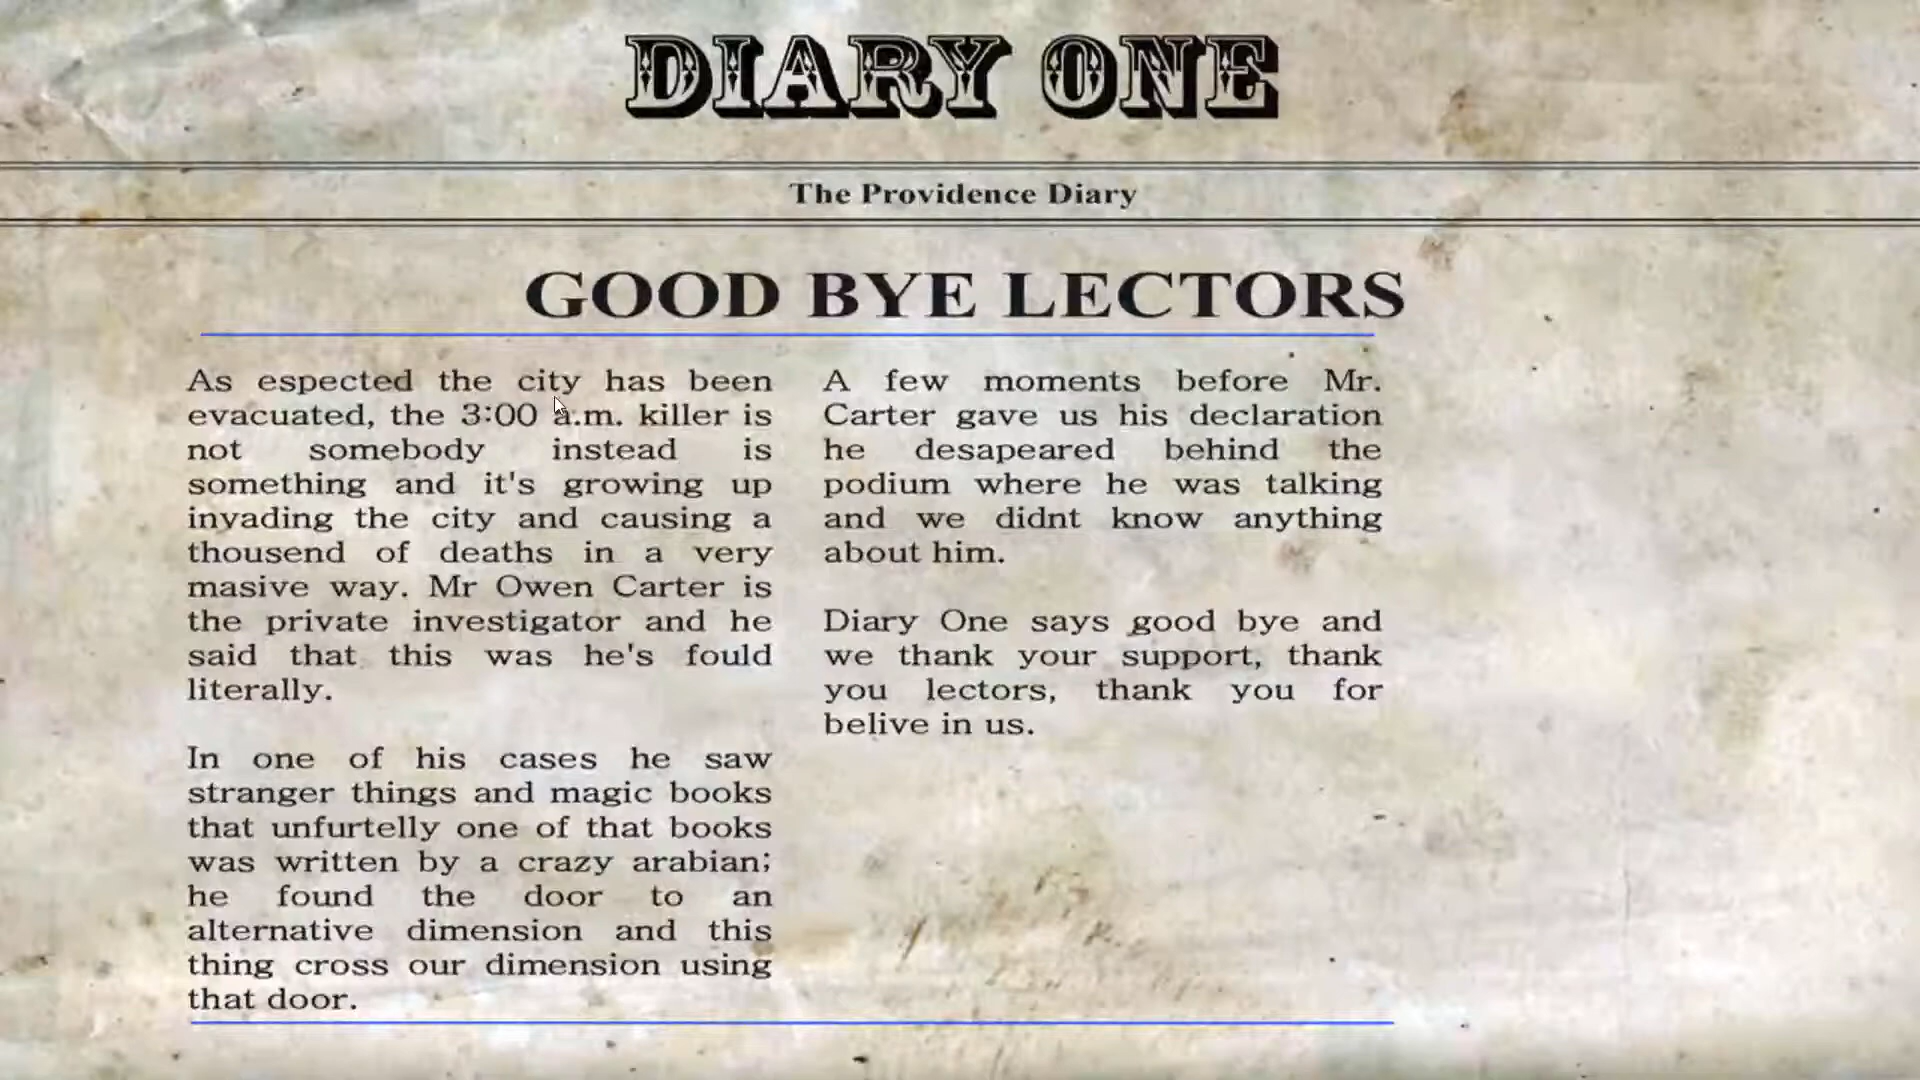 DIARY ONE
The Providence Diary
GOOD BYE LECTORS
As espected the city has been
evacuated, the 3:00 a.m. killer is
not somebody instead is
something and it's growing up
invading the city and causing a
thousend of deaths in a very
masive way. Mr Owen Carter is
the private investigator and he
said that this was he's fould
literally.
In one of his cases he saw
stranger things and magic books
that unfurtelly one of that books
was written by a crazy arabian;
he found the door to an
alternative dimension and this
thing cross our dimension using
that door.
A few moments before Mr.
Carter gave us his declaration
he desapeared behind the
podium where he was talking
and we didnt know anything
about him.
Diary One says good bye and
we thank your support, thank
you lectors, thank you for
belive in us.